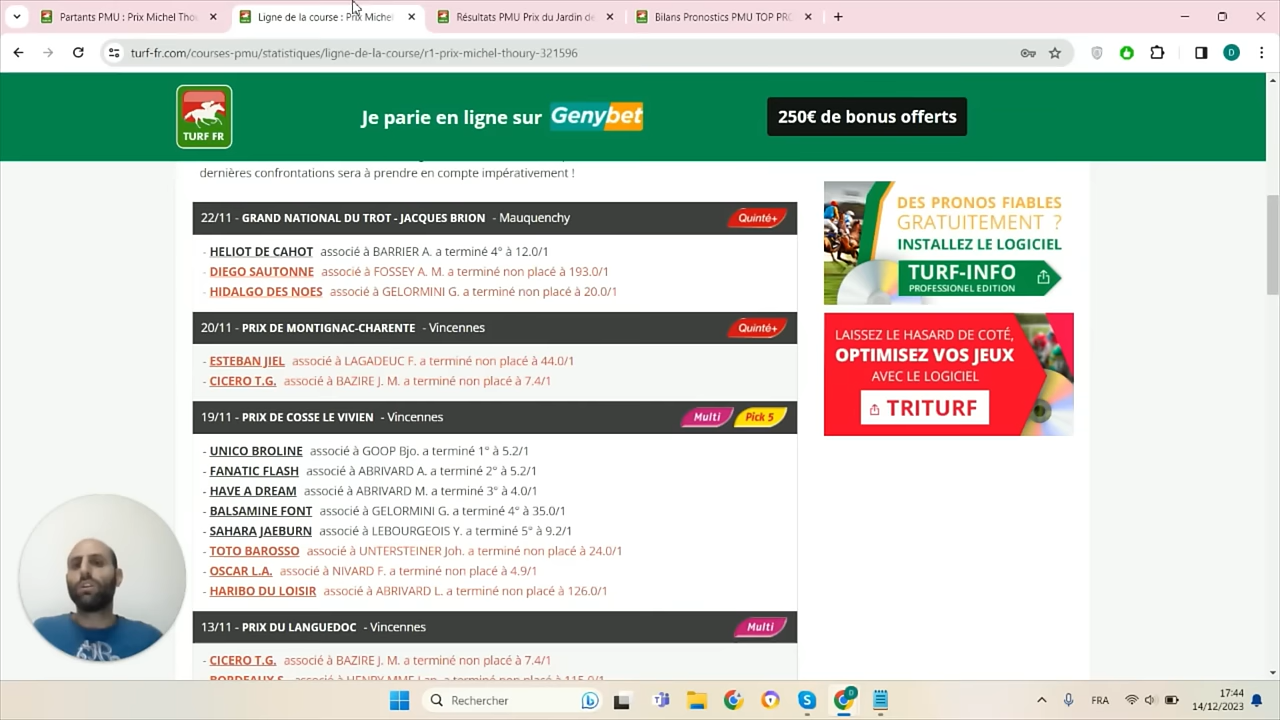 Partants PMU : Prix Michel Thou
Ligne de la course : Prix Michel
Résultats PMU Prix du Jardin de
Bilans Pronostics PMU TOP PRO
turf-fr.com/courses-pmu/statistiques/ligne-de-la-course/r1-prix-michel-thoury-321596
D
TURF FR
Je parie en ligne sur Genybet
250€ de bonus offerts
dernières confrontations sera à prendre en compte impérativement !
22/11 - GRAND NATIONAL DU TROT - JACQUES BRION - Mauquenchy Quinté+
- HELIOT DE CAHOT associé à BARRIER A. a terminé 4° à 12.0/1
- DIEGO SAUTONNE associé à FOSSEY A. M. a terminé non placé à 193.0/1
- HIDALGO DES NOES associé à GELORMINI G. a terminé non placé à 20.0/1
20/11 - PRIX DE MONTIGNAC-CHARENTE - Vincennes Quinté+
- ESTEBAN JIEL associé à LAGADEUC F. a terminé non placé à 44.0/1
- CICERO T.G. associé à BAZIRE J. M. a terminé non placé à 7.4/1
19/11 - PRIX DE COSSE LE VIVIEN - Vincennes Multi Pick 5
- UNICO BROLINE associé à GOOP Bjo. a terminé 1° à 5.2/1
- FANATIC FLASH associé à ABRIVARD A. a terminé 2° à 5.2/1
- HAVE A DREAM associé à ABRIVARD M. a terminé 3° à 4.0/1
- BALSAMINE FONT associé à GELORMINI G. a terminé 4° à 35.0/1
- SAHARA JAEBURN associé à LEBOURGEOIS Y. a terminé 5° à 9.2/1
- TOTO BAROSSO associé à UNTERSTEINER Joh. a terminé non placé à 24.0/1
- OSCAR L.A. associé à NIVARD F. a terminé non placé à 4.9/1
- HARIBO DU LOISIR associé à ABRIVARD L. a terminé non placé à 126.0/1
13/11 - PRIX DU LANGUEDOC - Vincennes Multi
- CICERO T.G. associé à BAZIRE J. M. a terminé non placé à 7.4/1
- BORDEAUX S. associé à HENRY MME Lan. a terminé non placé à 115.0/1
DES PRONOS FIABLES
GRATUITEMENT ?
INSTALLEZ LE LOGICIEL
TURF-INFO
PROFESSIONEL EDITION
LAISSEZ LE HASARD DE COTÉ,
OPTIMISEZ VOS JEUX
AVEC LE LOGICIEL
TRITURF
Rechercher
FRA
17:44
14/12/2023